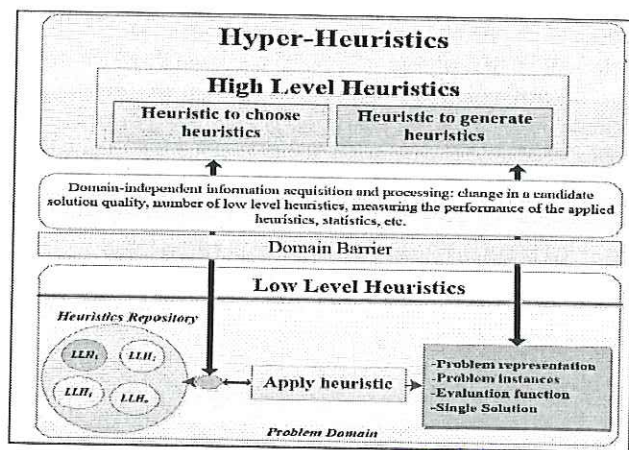 Hyper-Heuristics
High Level Heuristics
Heuristic to choose
heuristics
Heuristic to generate
heuristics
Domain-independent information acquisition and processing: change in a candidate
solution quality, number of low level heuristics, measuring the performance of the applied
heuristics, statistics, etc.
Domain Barrier
Low Level Heuristics
Heuristics Repository
LLH₁
LLH₂
LLHᵢ
LLHₙ
Apply heuristic
-Problem representation
-Problem instances
-Evaluation function
-Single Solution
Problem Domain